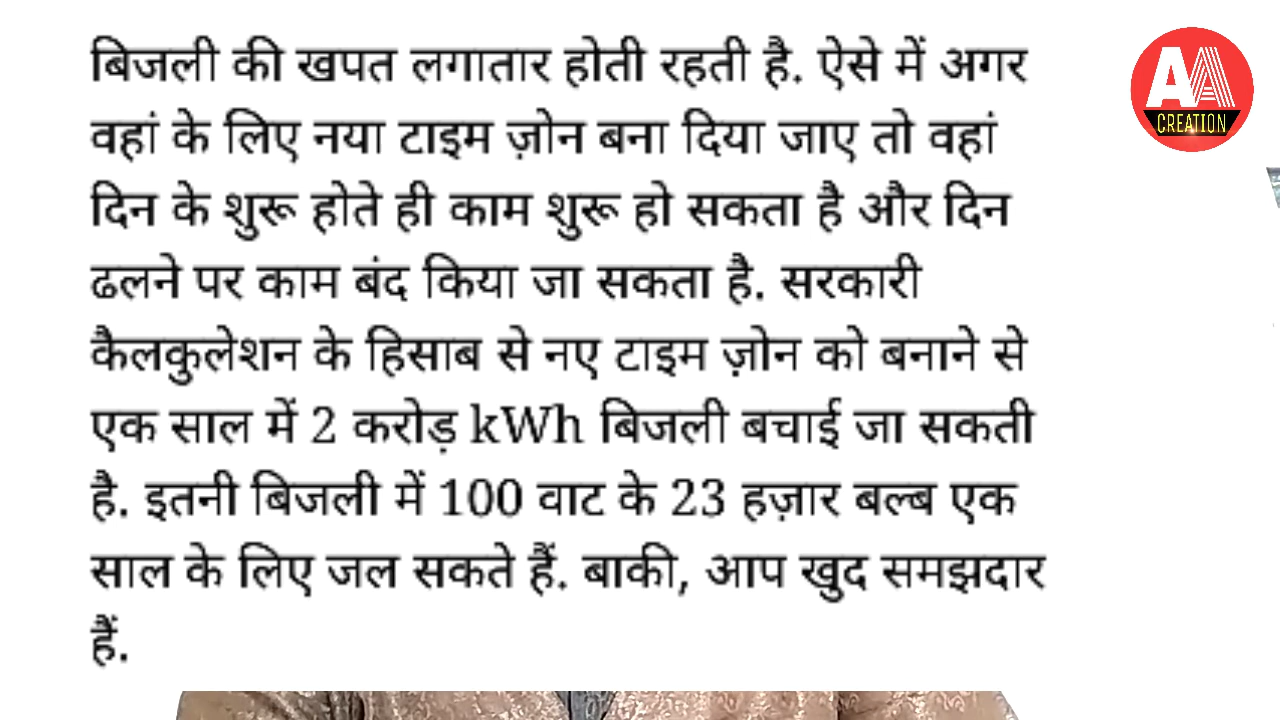 बिजली की खपत लगातार होती रहती है. ऐसे में अगर
वहां के लिए नया टाइम ज़ोन बना दिया जाए तो वहां
दिन के शुरू होते ही काम शुरू हो सकता है और दिन
ढलने पर काम बंद किया जा सकता है. सरकारी
कैलकुलेशन के हिसाब से नए टाइम ज़ोन को बनाने से
एक साल में 2 करोड़ kWh बिजली बचाई जा सकती
है. इतनी बिजली में 100 वाट के 23 हज़ार बल्ब एक
साल के लिए जल सकते हैं. बाकी, आप खुद समझदार
हैं.
AA
CREATION